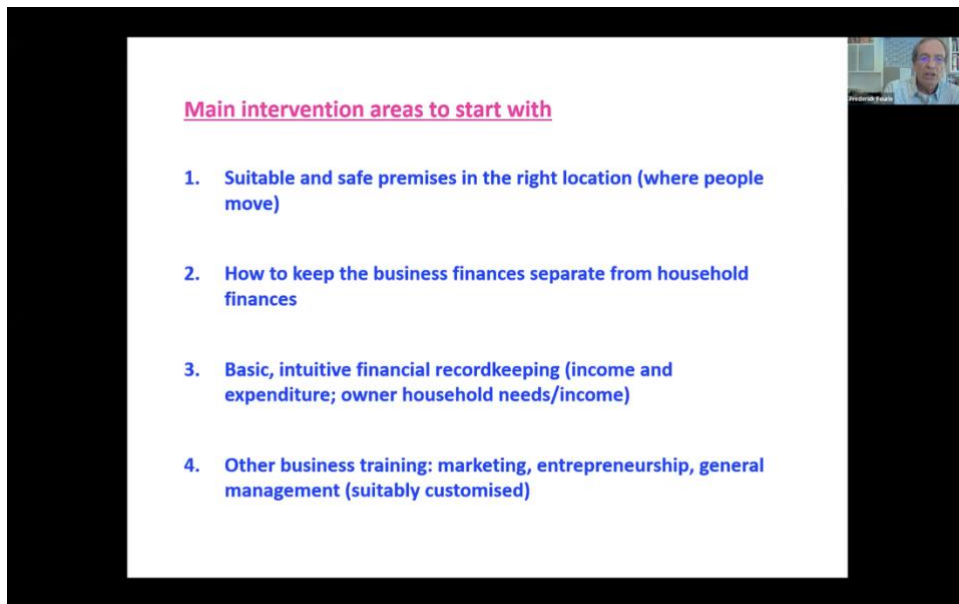 Main intervention areas to start with
1. Suitable and safe premises in the right location (where people
move)
2. How to keep the business finances separate from household
finances
3. Basic, intuitive financial recordkeeping (income and
expenditure; owner household needs/income)
4. Other business training: marketing, entrepreneurship, general
management (suitably customised)